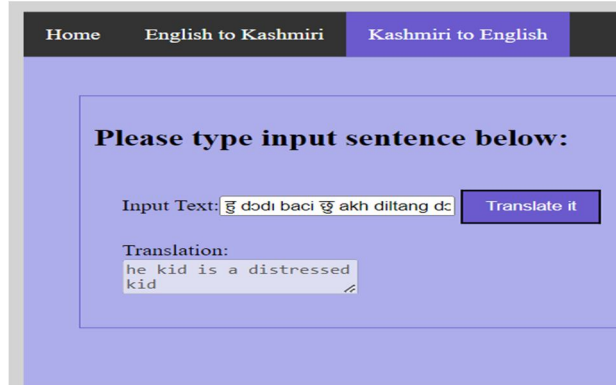 Home English to Kashmiri Kashmiri to English
Please type input sentence below:
Input Text: हु dɔdı baci छु akh diltang dɔ Translate it
Translation:
he kid is a distressed
kid